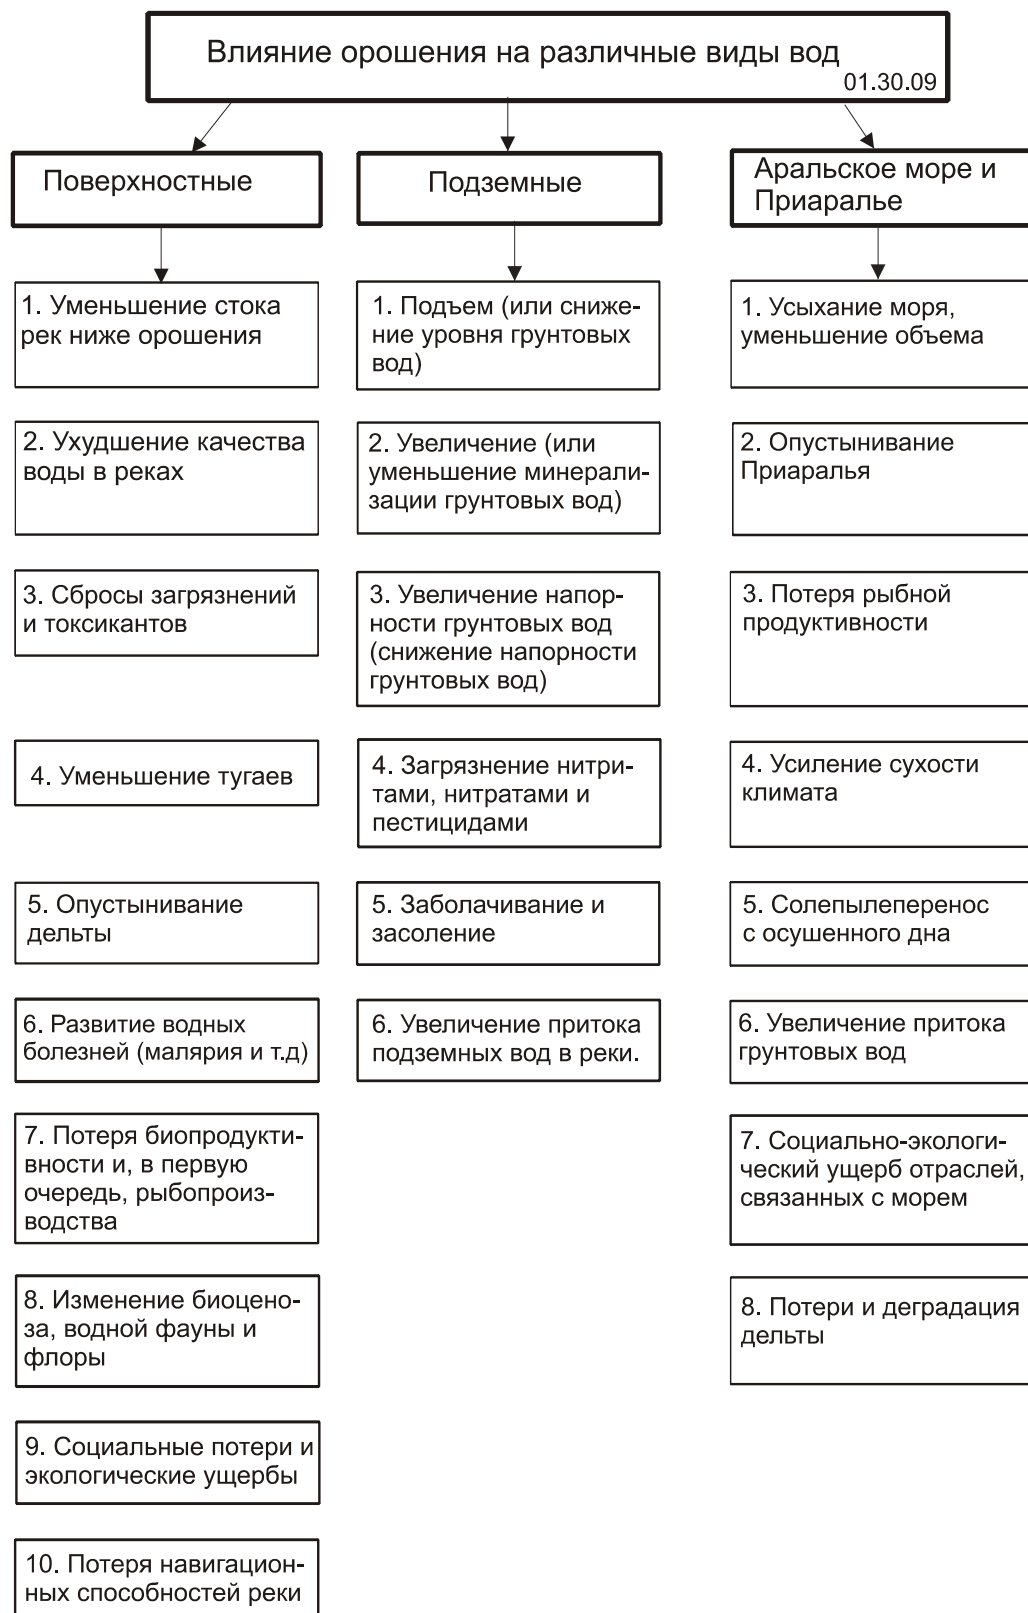 Влияние орошения на различные виды вод
01.30.09
Поверхностные
1. Уменьшение стока
рек ниже орошения
2. Ухудшение качества
воды в реках
3. Сбросы загрязнений
и токсикантов
4. Уменьшение тугаев
5. Опустынивание
дельты
6. Развитие водных
болезней (малярия и т.д)
7. Потеря биопродукти-
вности и, в первую
очередь, рыбопроиз-
водства
8. Изменение биоцено-
за, водной фауны и
флоры
9. Социальные потери и
экологические ущербы
10. Потеря навигацион-
ных способностей реки
Подземные
1. Подъем (или сниже-
ние уровня грунтовых
вод)
2. Увеличение (или
уменьшение минерали-
зации грунтовых вод)
3. Увеличение напор-
ности грунтовых вод
(снижение напорности
грунтовых вод)
4. Загрязнение нитри-
тами, нитратами и
пестицидами
5. Заболачивание и
засоление
6. Увеличение притока
подземных вод в реки.
Аральское море и
Приаралье
1. Усыхание моря,
уменьшение объема
2. Опустынивание
Приаралья
3. Потеря рыбной
продуктивности
4. Усиление сухости
климата
5. Солепылеперенос
с осушенного дна
6. Увеличение притока
грунтовых вод
7. Социально-экологи-
ческий ущерб отраслей,
связанных с морем
8. Потери и деградация
дельты